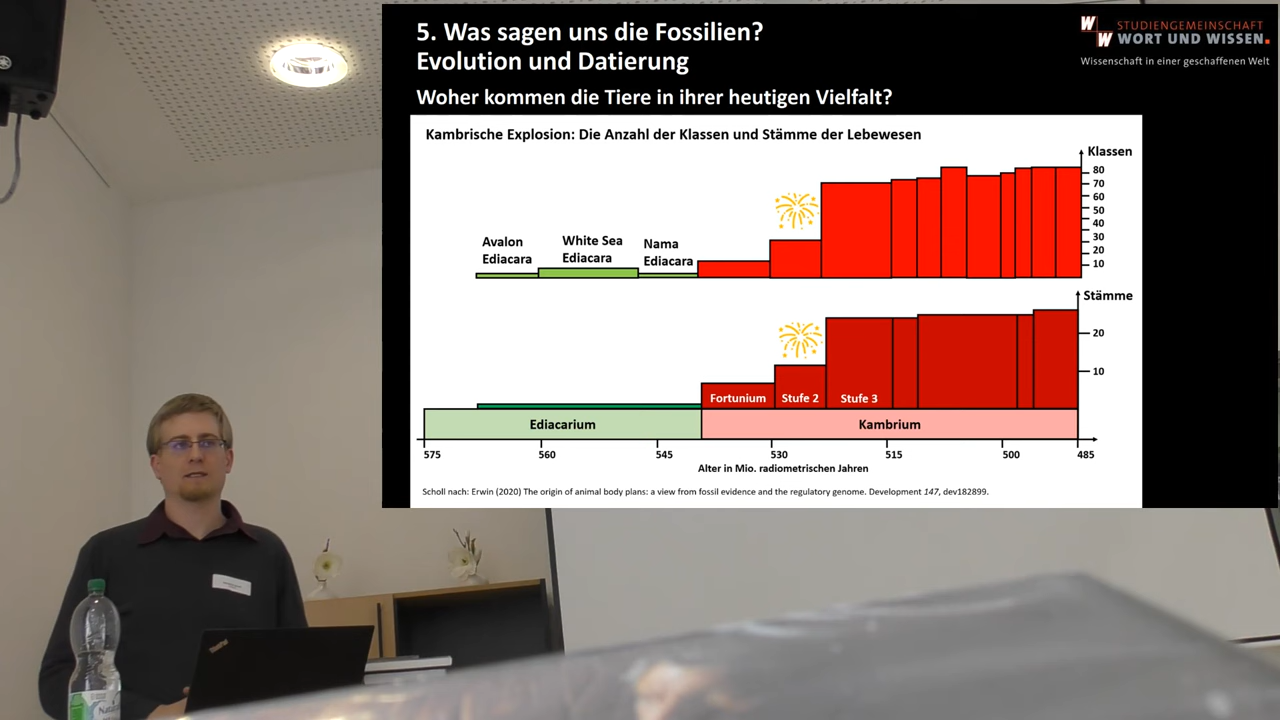 5. Was sagen uns die Fossilien?
Evolution und Datierung
Woher kommen die Tiere in ihrer heutigen Vielfalt?
W
W
STUDIENGEMEINSCHAFT
WORT UND WISSEN.
Wissenschaft in einer geschaffenen Welt
Kambrische Explosion: Die Anzahl der Klassen und Stämme der Lebewesen
Klassen
80
70
60
50
40
30
20
10
Avalon
Ediacara
White Sea
Ediacara
Nama
Ediacara
Stämme
20
10
Fortunium
Stufe 2
Stufe 3
Ediacarium
Kambrium
575
560
545
530
515
500
485
Alter in Mio. radiometrischen Jahren
Scholl nach: Erwin (2020) The origin of animal body plans: a view from fossil evidence and the regulatory genome. Development 147, dev182899.
ThinkPad